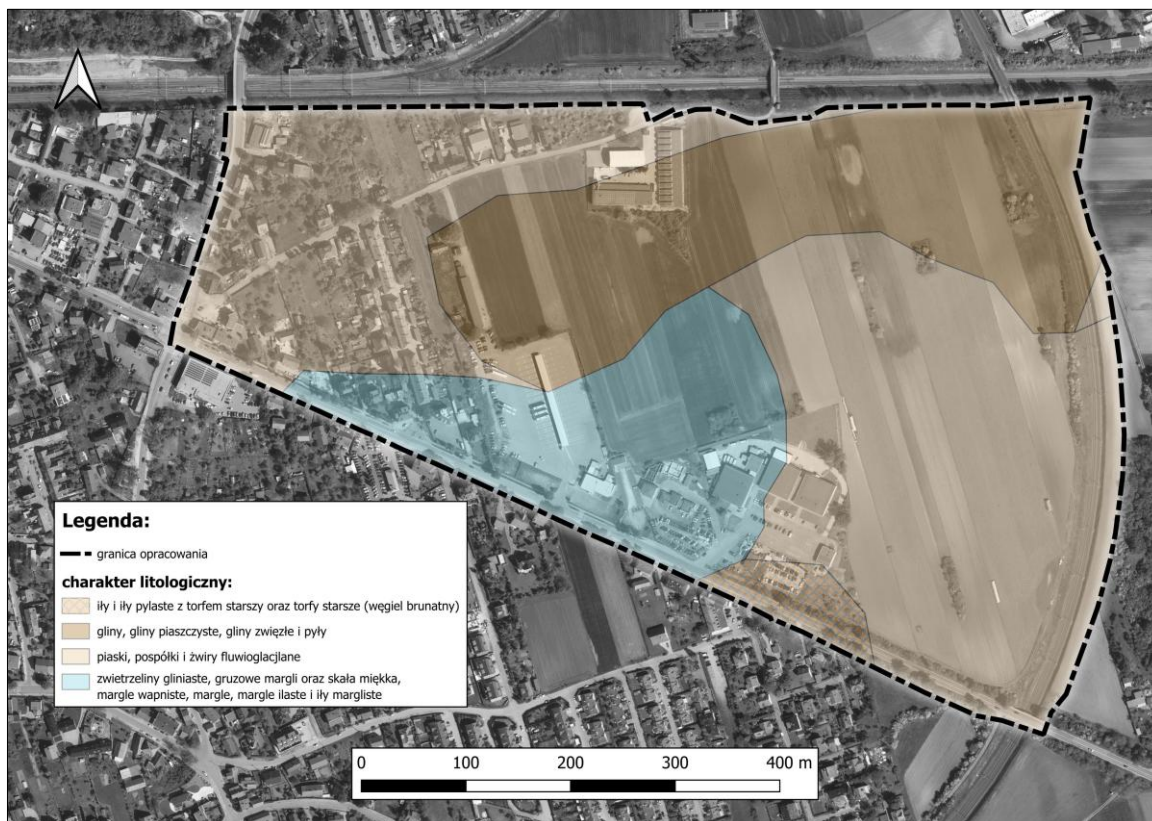 Legenda:
granica opracowania
charakter litologiczny:
iły i iły pylaste z torfem starszy oraz torfy starsze (węgiel brunatny)
gliny, gliny piaszczyste, gliny zwięzłe i pyły
piaski, pospółki i żwiry fluwioglacjlane
zwietrzeliny gliniaste, gruzowe margli oraz skała miękka,
margle wapniste, margle, margle ilaste i iły margliste
0 100 200 300 400 m